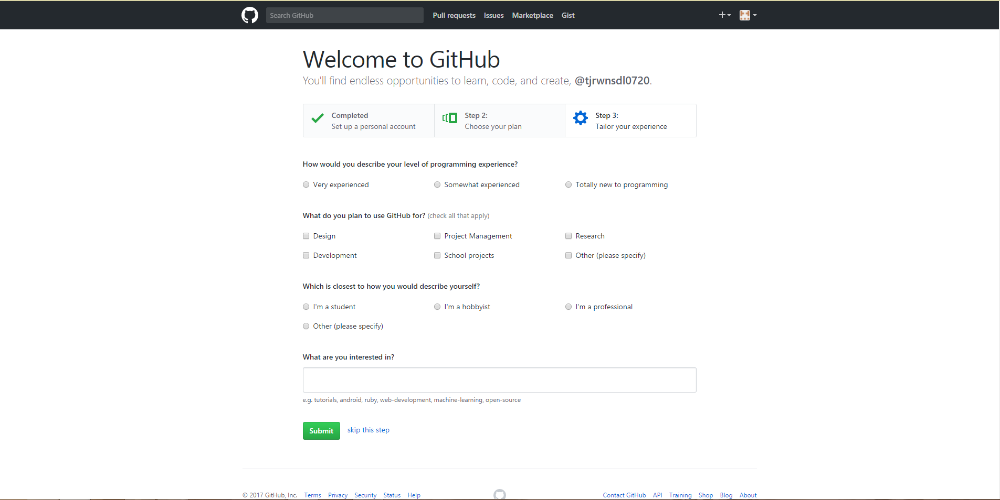 Search GitHub Pull requests Issues Marketplace Gist
Welcome to GitHub
You'll find endless opportunities to learn, code, and create, @tjrwnsdl0720.
Completed
Set up a personal account
Step 2:
Choose your plan
Step 3:
Tailor your experience
How would you describe your level of programming experience?
Very experienced Somewhat experienced Totally new to programming
What do you plan to use GitHub for? (check all that apply)
Design Project Management Research
Development School projects Other (please specify)
Which is closest to how you would describe yourself?
I'm a student I'm a hobbyist I'm a professional
Other (please specify)
What are you interested in?
e.g. tutorials, android, ruby, web-development, machine-learning, open-source
Submit skip this step
© 2017 GitHub, Inc. Terms Privacy Security Status Help Contact GitHub API Training Shop Blog About